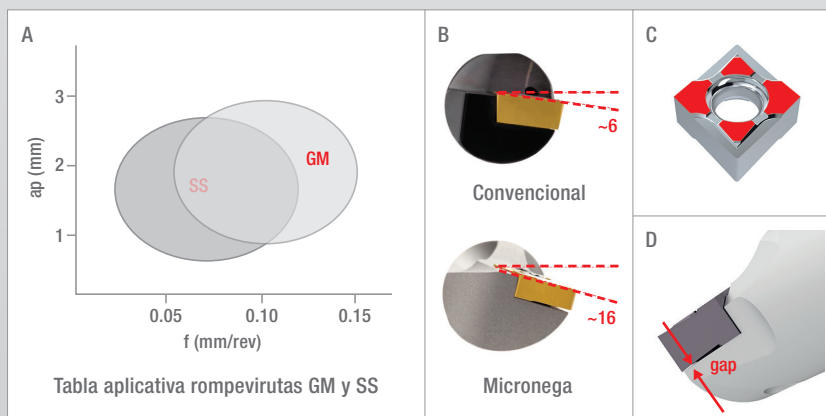 A
ap (mm)
3
2
1
SS
GM
0.05
0.10
0.15
f (mm/rev)
Tabla aplicativa rompevirutas GM y SS
B
~6
Convencional
~16
Micronega
C
D
gap